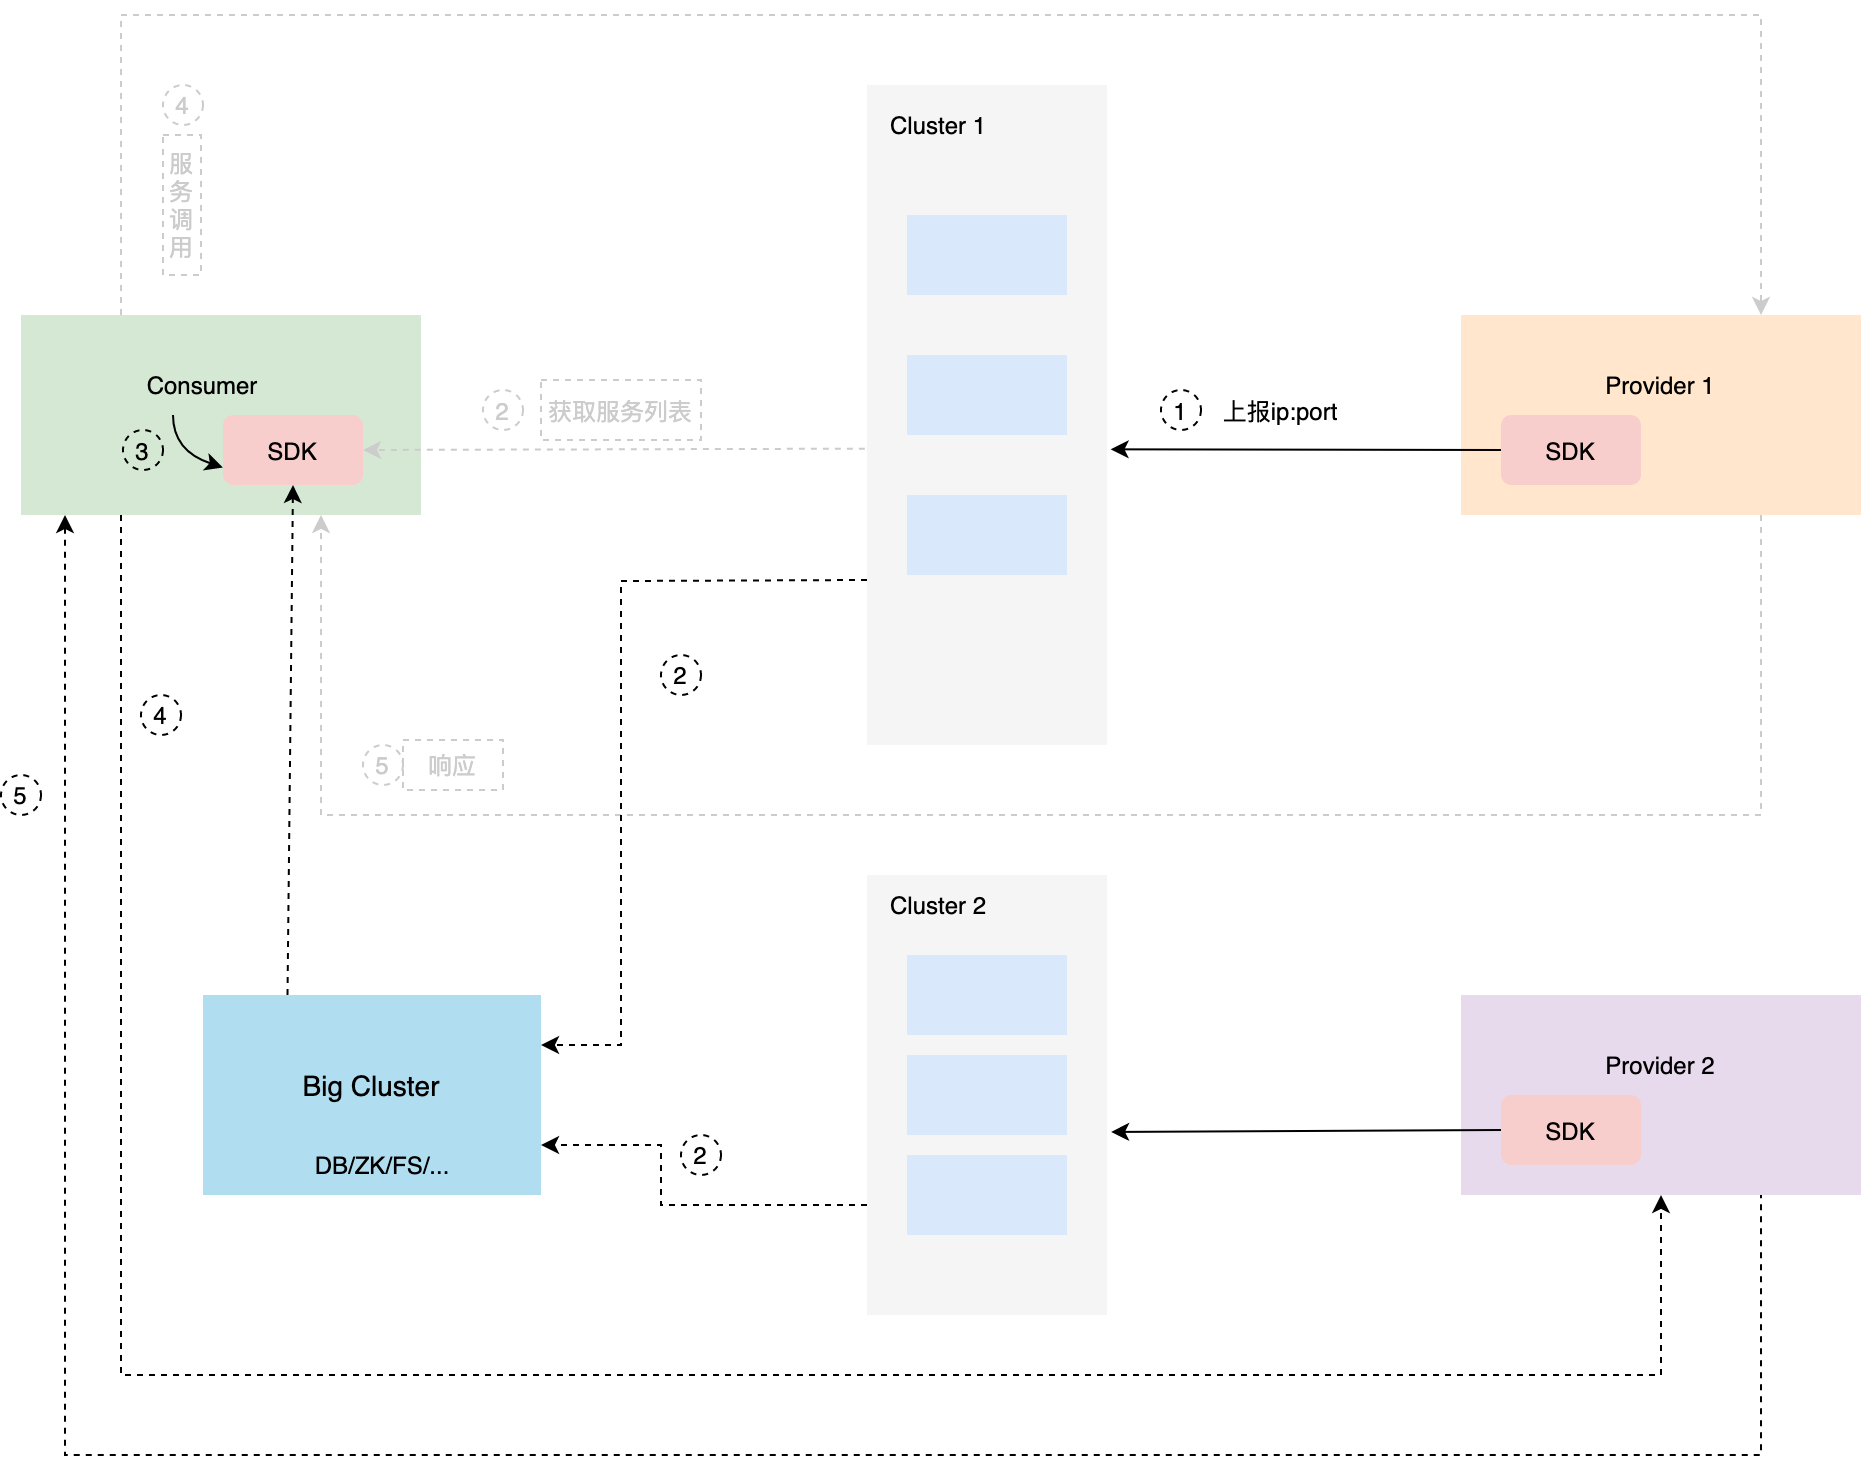 4
服
务
调
用
Cluster 1
Consumer
3
SDK
2
获取服务列表
1
上报ip:port
Provider 1
SDK
2
4
5
响应
5
Cluster 2
Big Cluster
DB/ZK/FS/...
2
Provider 2
SDK